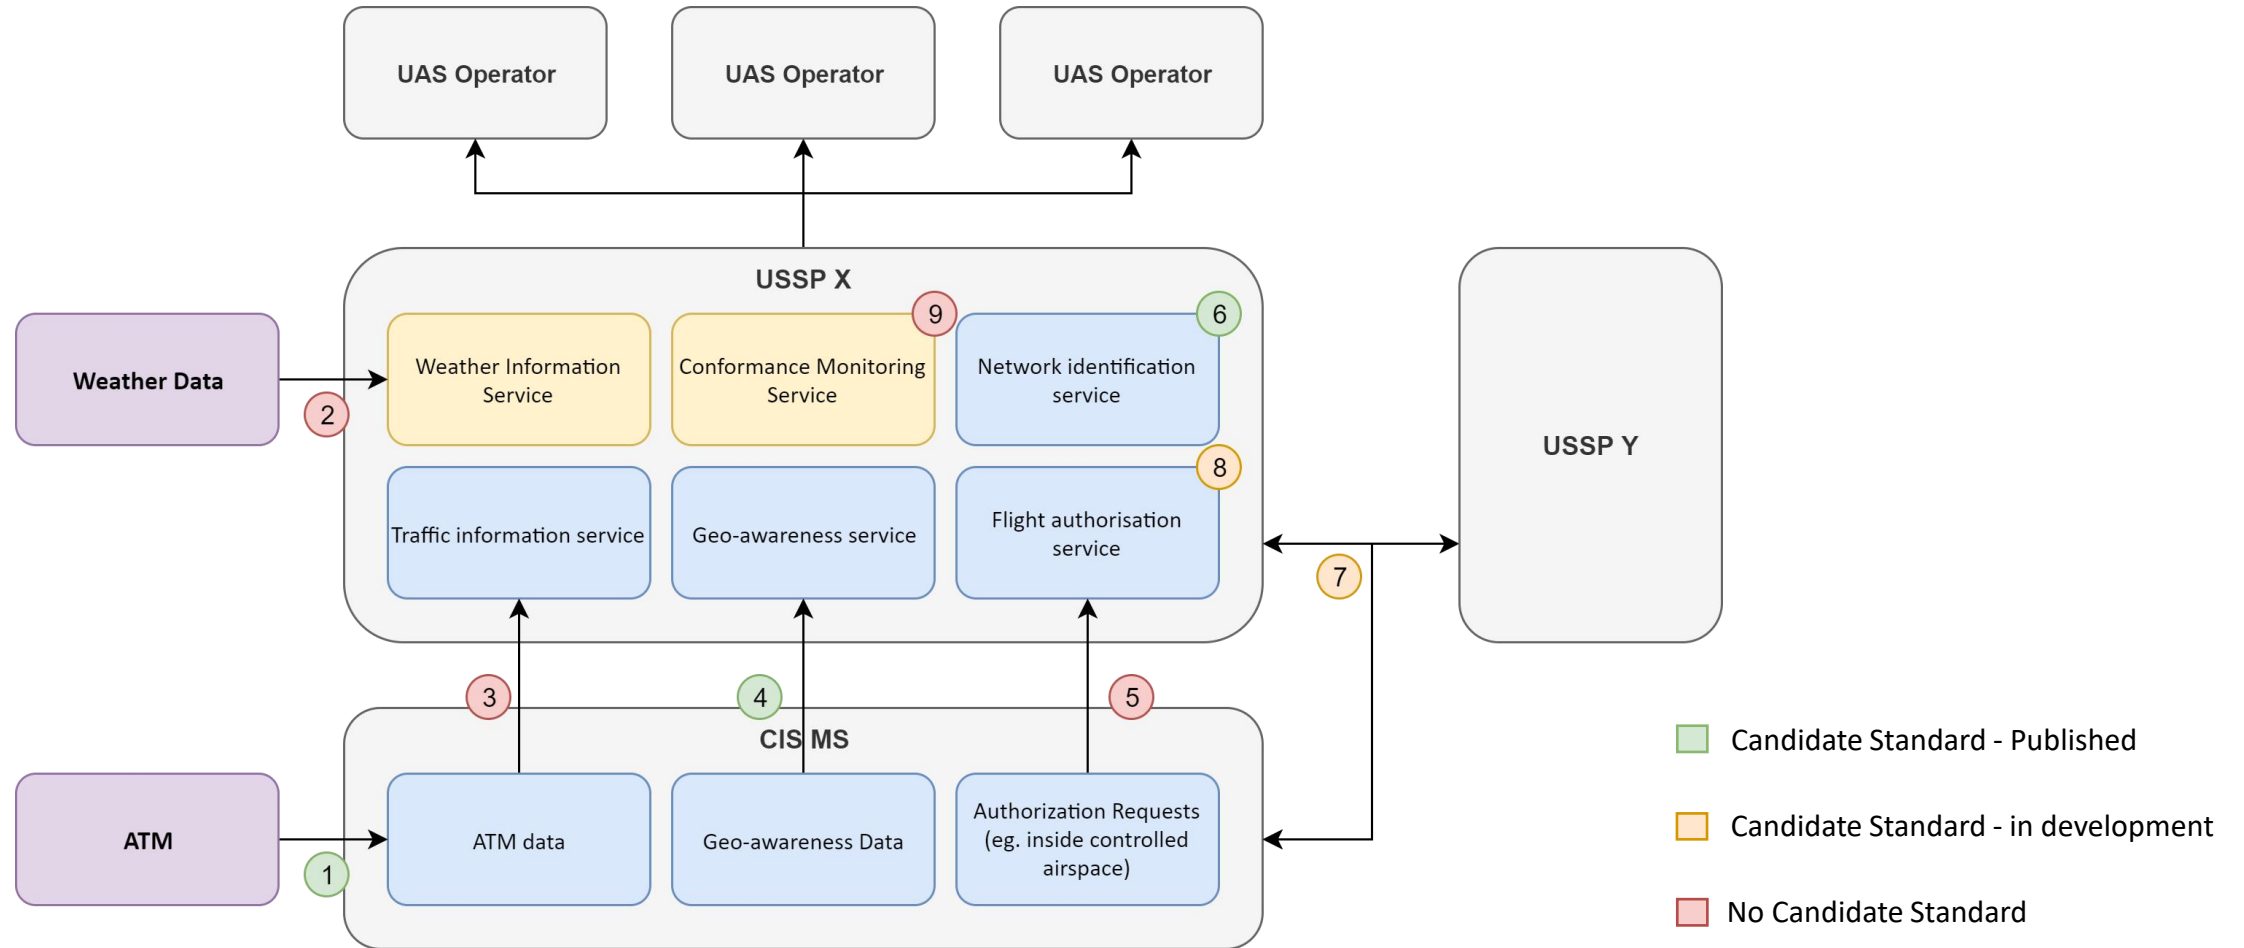 UAS Operator
UAS Operator
UAS Operator
USSP X
9
6
Weather Data
2
Weather Information
Service
Conformance Monitoring
Service
Network identification
service
8
Traffic information service
Geo-awareness service
Flight authorisation
service
USSP Y
7
3
4
5
CIS MS
ATM
1
ATM data
Geo-awareness Data
Authorization Requests
(eg. inside controlled
airspace)
Candidate Standard - Published
Candidate Standard - in development
No Candidate Standard